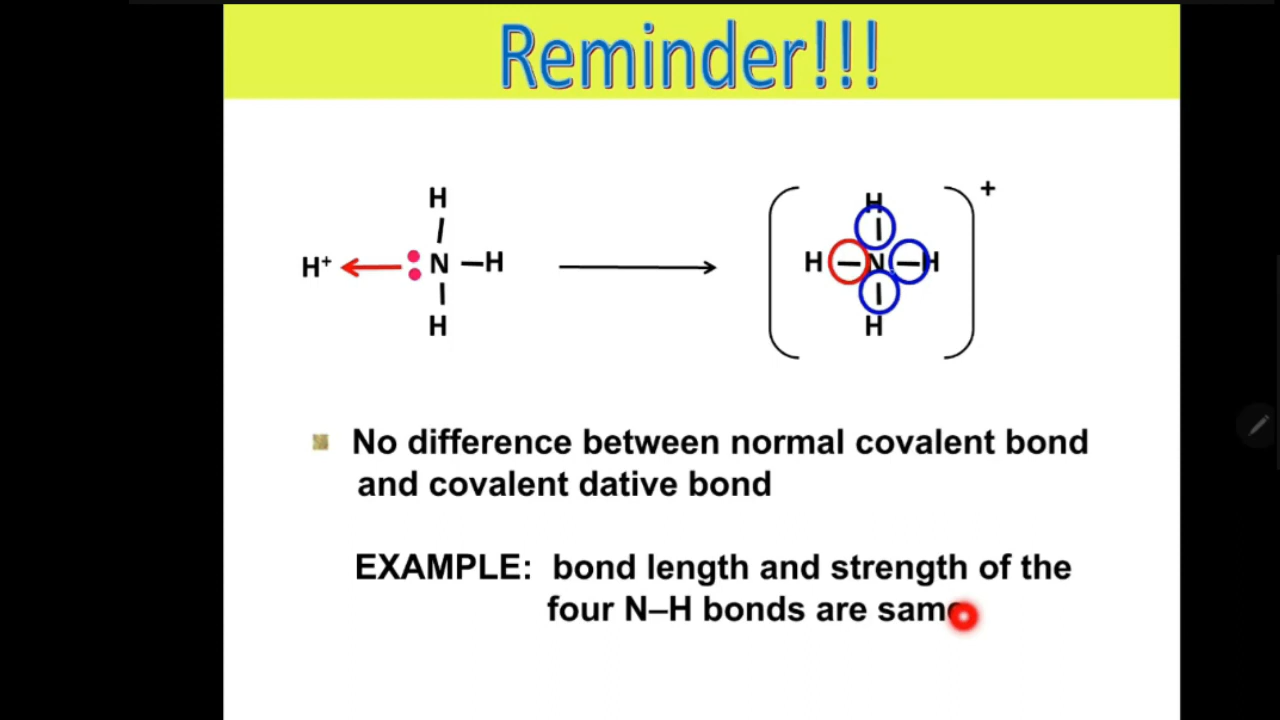 Reminder!!!
H H +
H+ : N –H H – N –H
H H
No difference between normal covalent bond
and covalent dative bond
EXAMPLE: bond length and strength of the
four N–H bonds are same